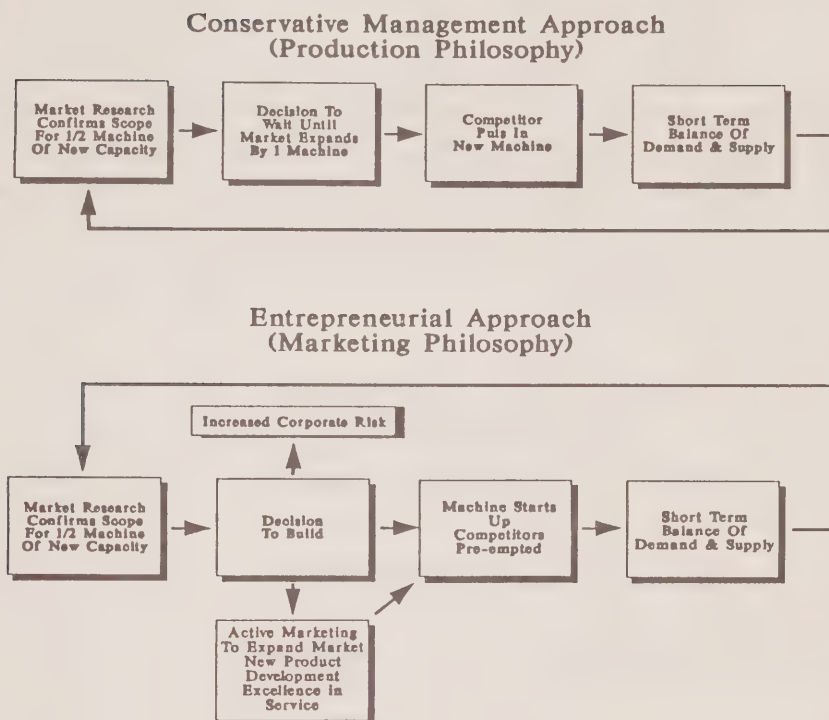 Conservative Management Approach
(Production Philosophy)
Market Research
Confirms Scope
For 1/2 Machine
Of New Capacity
Decision To
Wait Until
Market Expands
By 1 Machine
Competitor
Puts In
New Machine
Short Term
Balance Of
Demand & Supply
Entrepreneurial Approach
(Marketing Philosophy)
Increased Corporate Risk
Market Research
Confirms Scope
For 1/2 Machine
Of New Capacity
Decision
To Build
Machine Starts
Up
Competitors
Pre-empted
Short Term
Balance Of
Demand & Supply
Active Marketing
To Expand Market
New Product
Development
Excellence in
Service